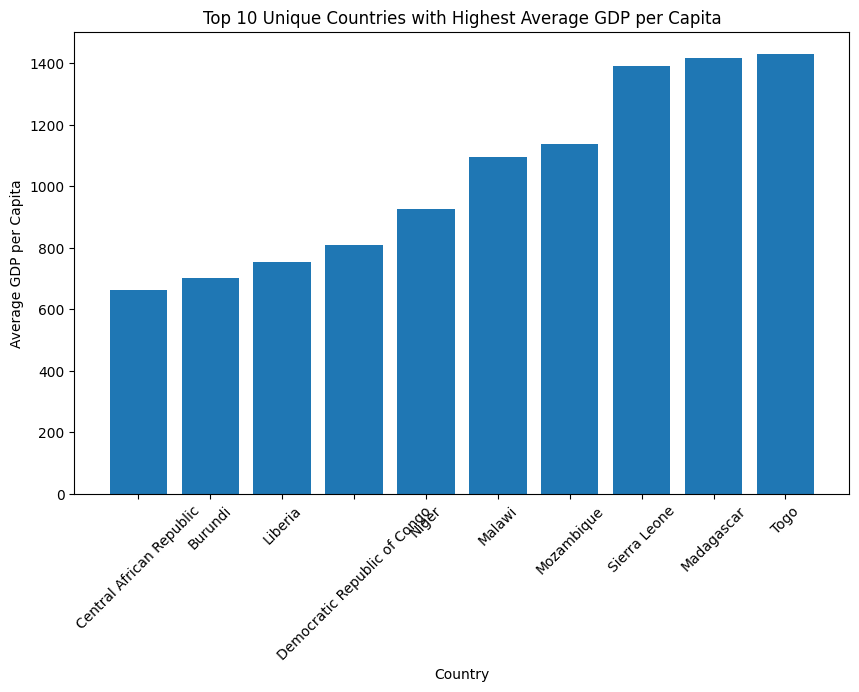 Top 10 Unique Countries with Highest Average GDP per Capita
Average GDP per Capita
1400
1200
1000
800
600
400
200
0
Central African Republic
Burundi
Liberia
Democratic Republic of Congo
Niger
Malawi
Mozambique
Sierra Leone
Madagascar
Togo
Country